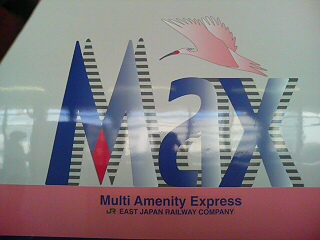 Max
Multi Amenity Express
JR EAST JAPAN RAILWAY COMPANY